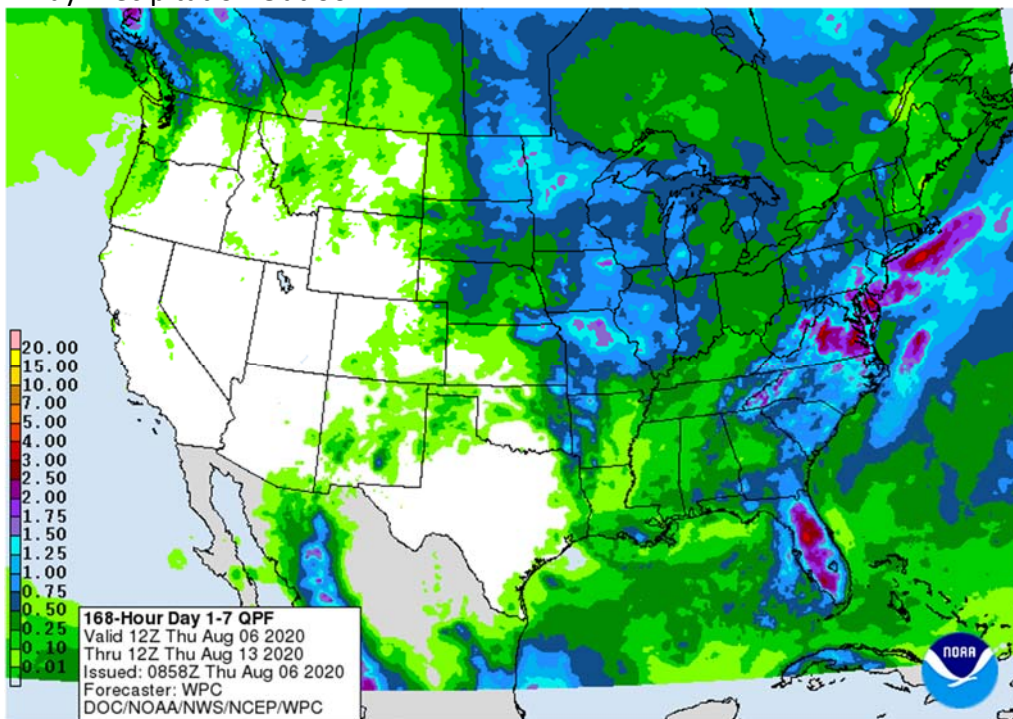 20.00
15.00
10.00
7.00
5.00
4.00
3.00
2.50
2.00
1.75
1.50
1.25
1.00
0.75
0.50
0.25
0.10
0.01
168-Hour Day 1-7 QPF
Valid 12Z Thu Aug 06 2020
Thru 12Z Thu Aug 13 2020
Issued: 0858Z Thu Aug 06 2020
Forecaster: WPC
DOC/NOAA/NWS/NCEP/WPC
NOAA